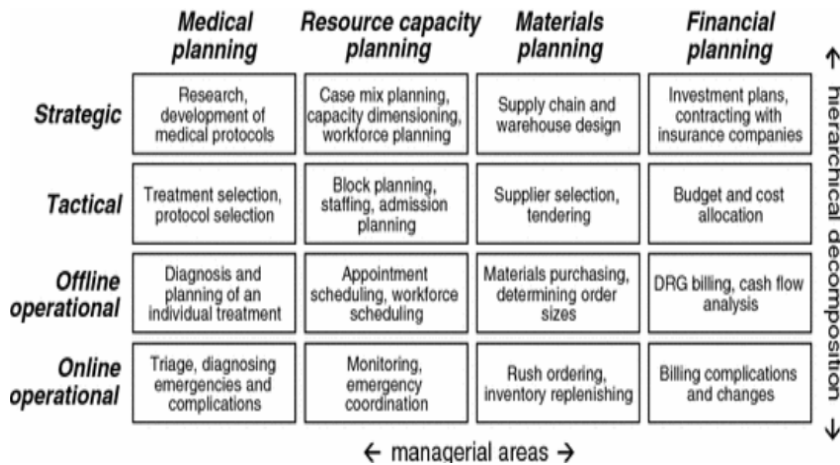 Medical planning
Resource capacity planning
Materials planning
Financial planning
Strategic
Research,
development of
medical protocols
Case mix planning,
capacity dimensioning,
workforce planning
Supply chain and
warehouse design
Investment plans,
contracting with
insurance companies
Tactical
Treatment selection,
protocol selection
Block planning,
staffing, admission
planning
Supplier selection,
tendering
Budget and cost
allocation
Offline
operational
Diagnosis and
planning of an
individual treatment
Appointment
scheduling, workforce
scheduling
Materials purchasing,
determining order
sizes
DRG billing, cash flow
analysis
Online
operational
Triage, diagnosing
emergencies and
complications
Monitoring,
emergency
coordination
Rush ordering,
inventory replenishing
Billing complications
and changes
← managerial areas →
← hierarchical decomposition →